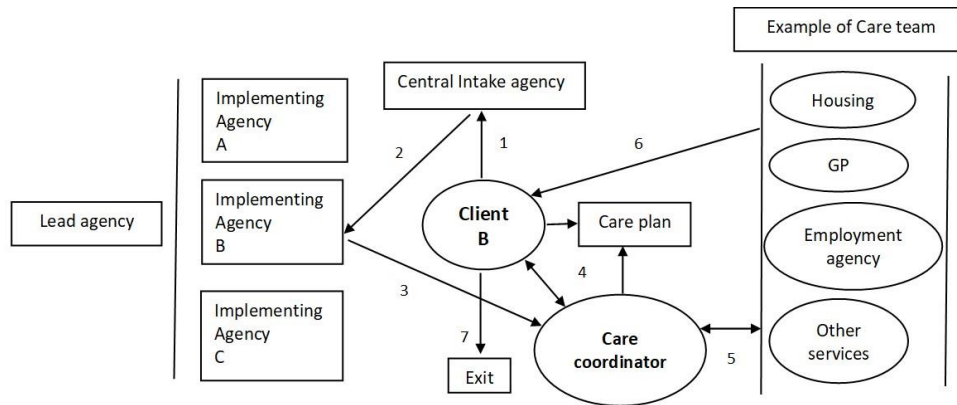 Example of Care team
Central Intake agency
Housing
Implementing
Agency
A
2
1
6
GP
Lead agency
Implementing
Agency
B
Client
B
Care plan
Employment
agency
3
4
Implementing
Agency
C
7
Care
coordinator
5
Other
services
Exit